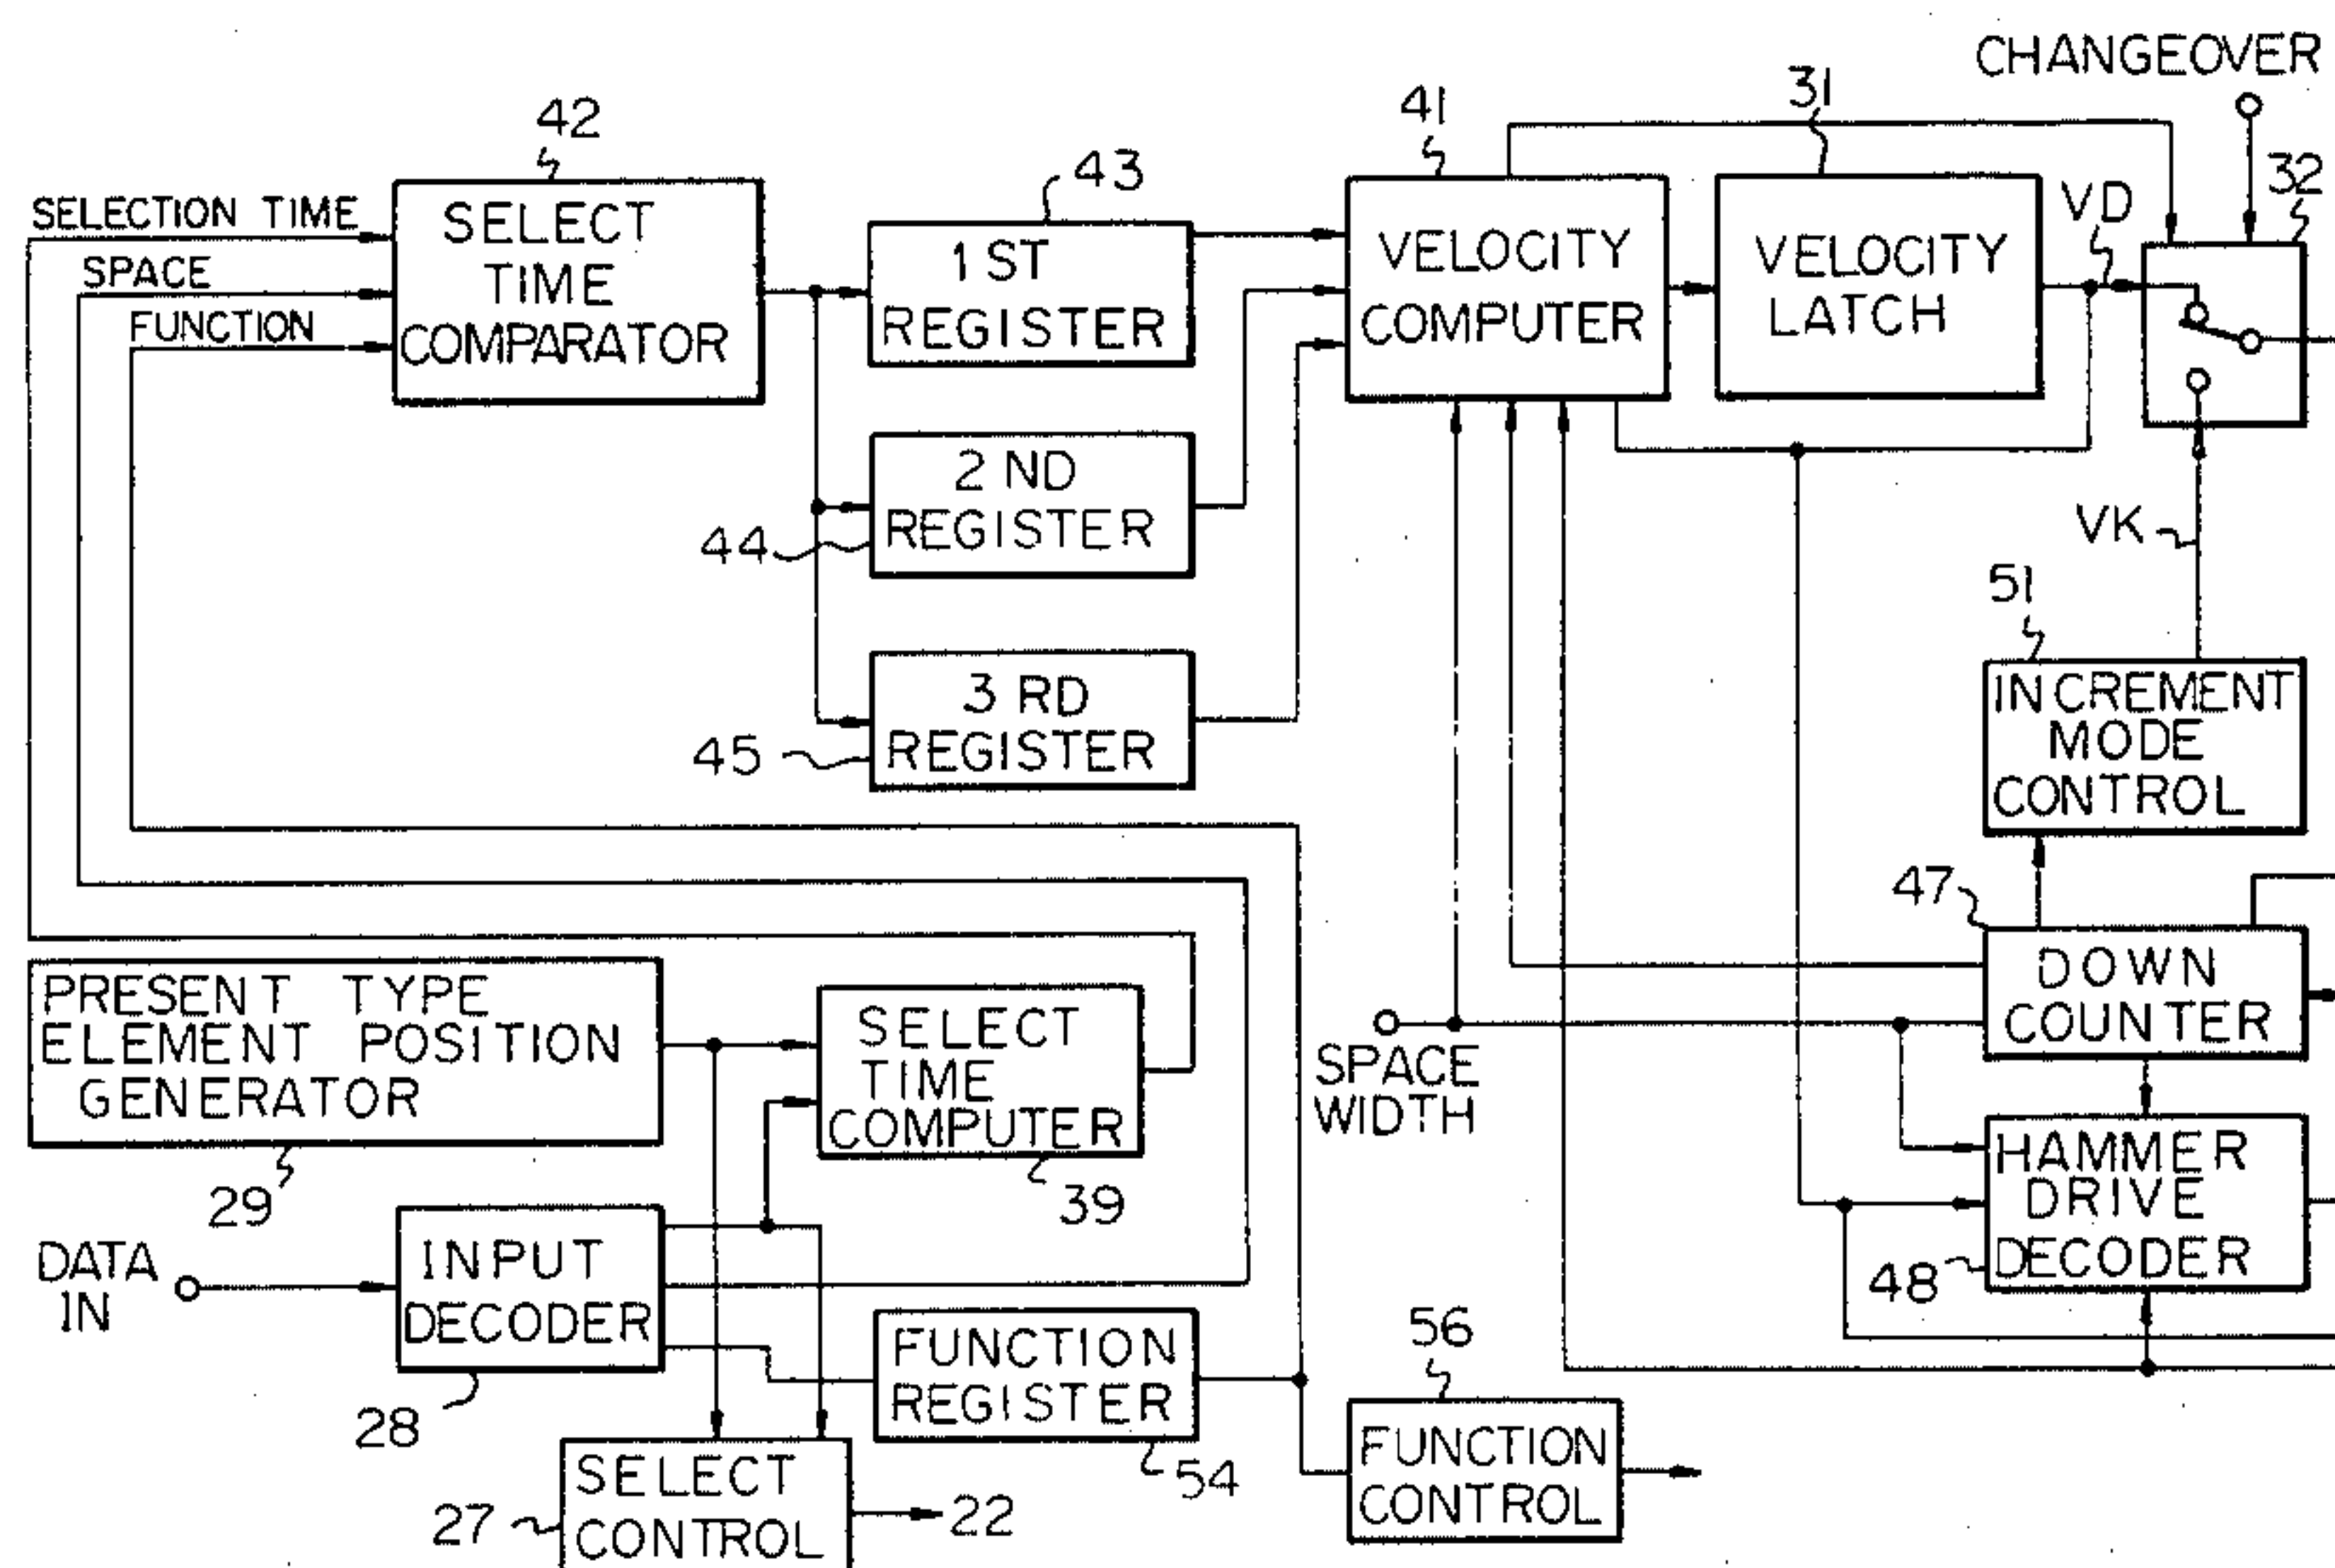 CHANGEOVER
42
43
41
31
32
SELECTION TIME
SPACE
FUNCTION
SELECT
TIME
COMPARATOR
1 ST
REGISTER
VELOCITY
COMPUTER
VELOCITY
LATCH
VD
2 ND
REGISTER
44
VK
51
3 RD
REGISTER
45
INCREMENT
MODE
CONTROL
47
DOWN
COUNTER
PRESENT TYPE
ELEMENT POSITION
GENERATOR
29
SELECT
TIME
COMPUTER
39
SPACE
WIDTH
HAMMER
DRIVE
DECODER
48
DATA
IN
INPUT
DECODER
28
FUNCTION
REGISTER
54
56
FUNCTION
CONTROL
SELECT
CONTROL
27
22